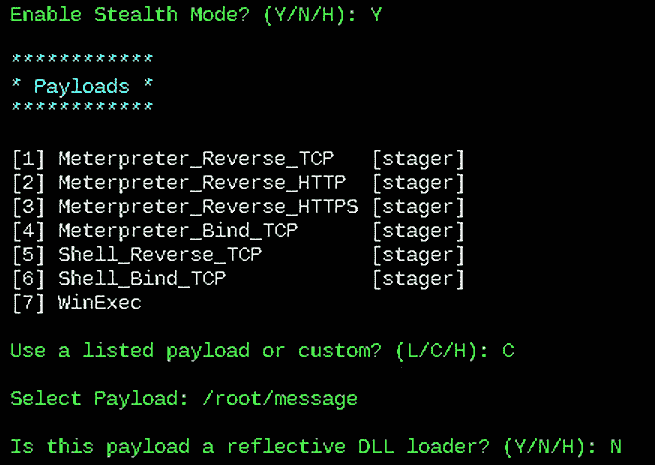 Enable Stealth Mode? (Y/N/H): Y
************
* Payloads *
************
[1] Meterpreter_Reverse_TCP   [stager]
[2] Meterpreter_Reverse_HTTP  [stager]
[3] Meterpreter_Reverse_HTTPS [stager]
[4] Meterpreter_Bind_TCP      [stager]
[5] Shell_Reverse_TCP         [stager]
[6] Shell_Bind_TCP            [stager]
[7] WinExec
Use a listed payload or custom? (L/C/H): C
Select Payload: /root/message
Is this payload a reflective DLL loader? (Y/N/H): N